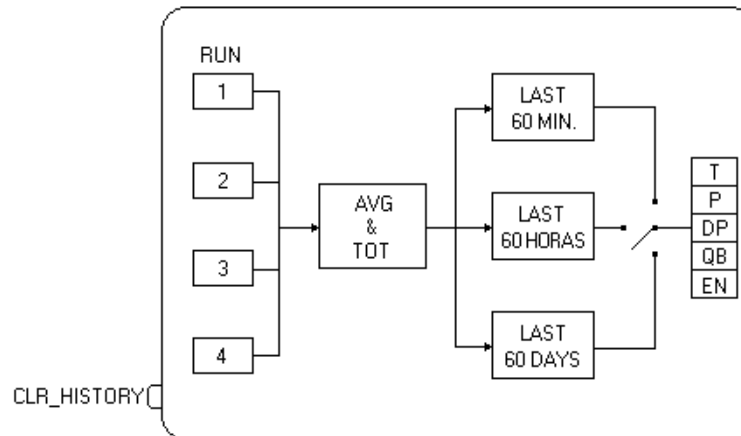 RUN
1
2
3
4
CLR_HISTORY
AVG
&
TOT
LAST
60 MIN.
LAST
60 HORAS
LAST
60 DAYS
T
P
DP
QB
EN